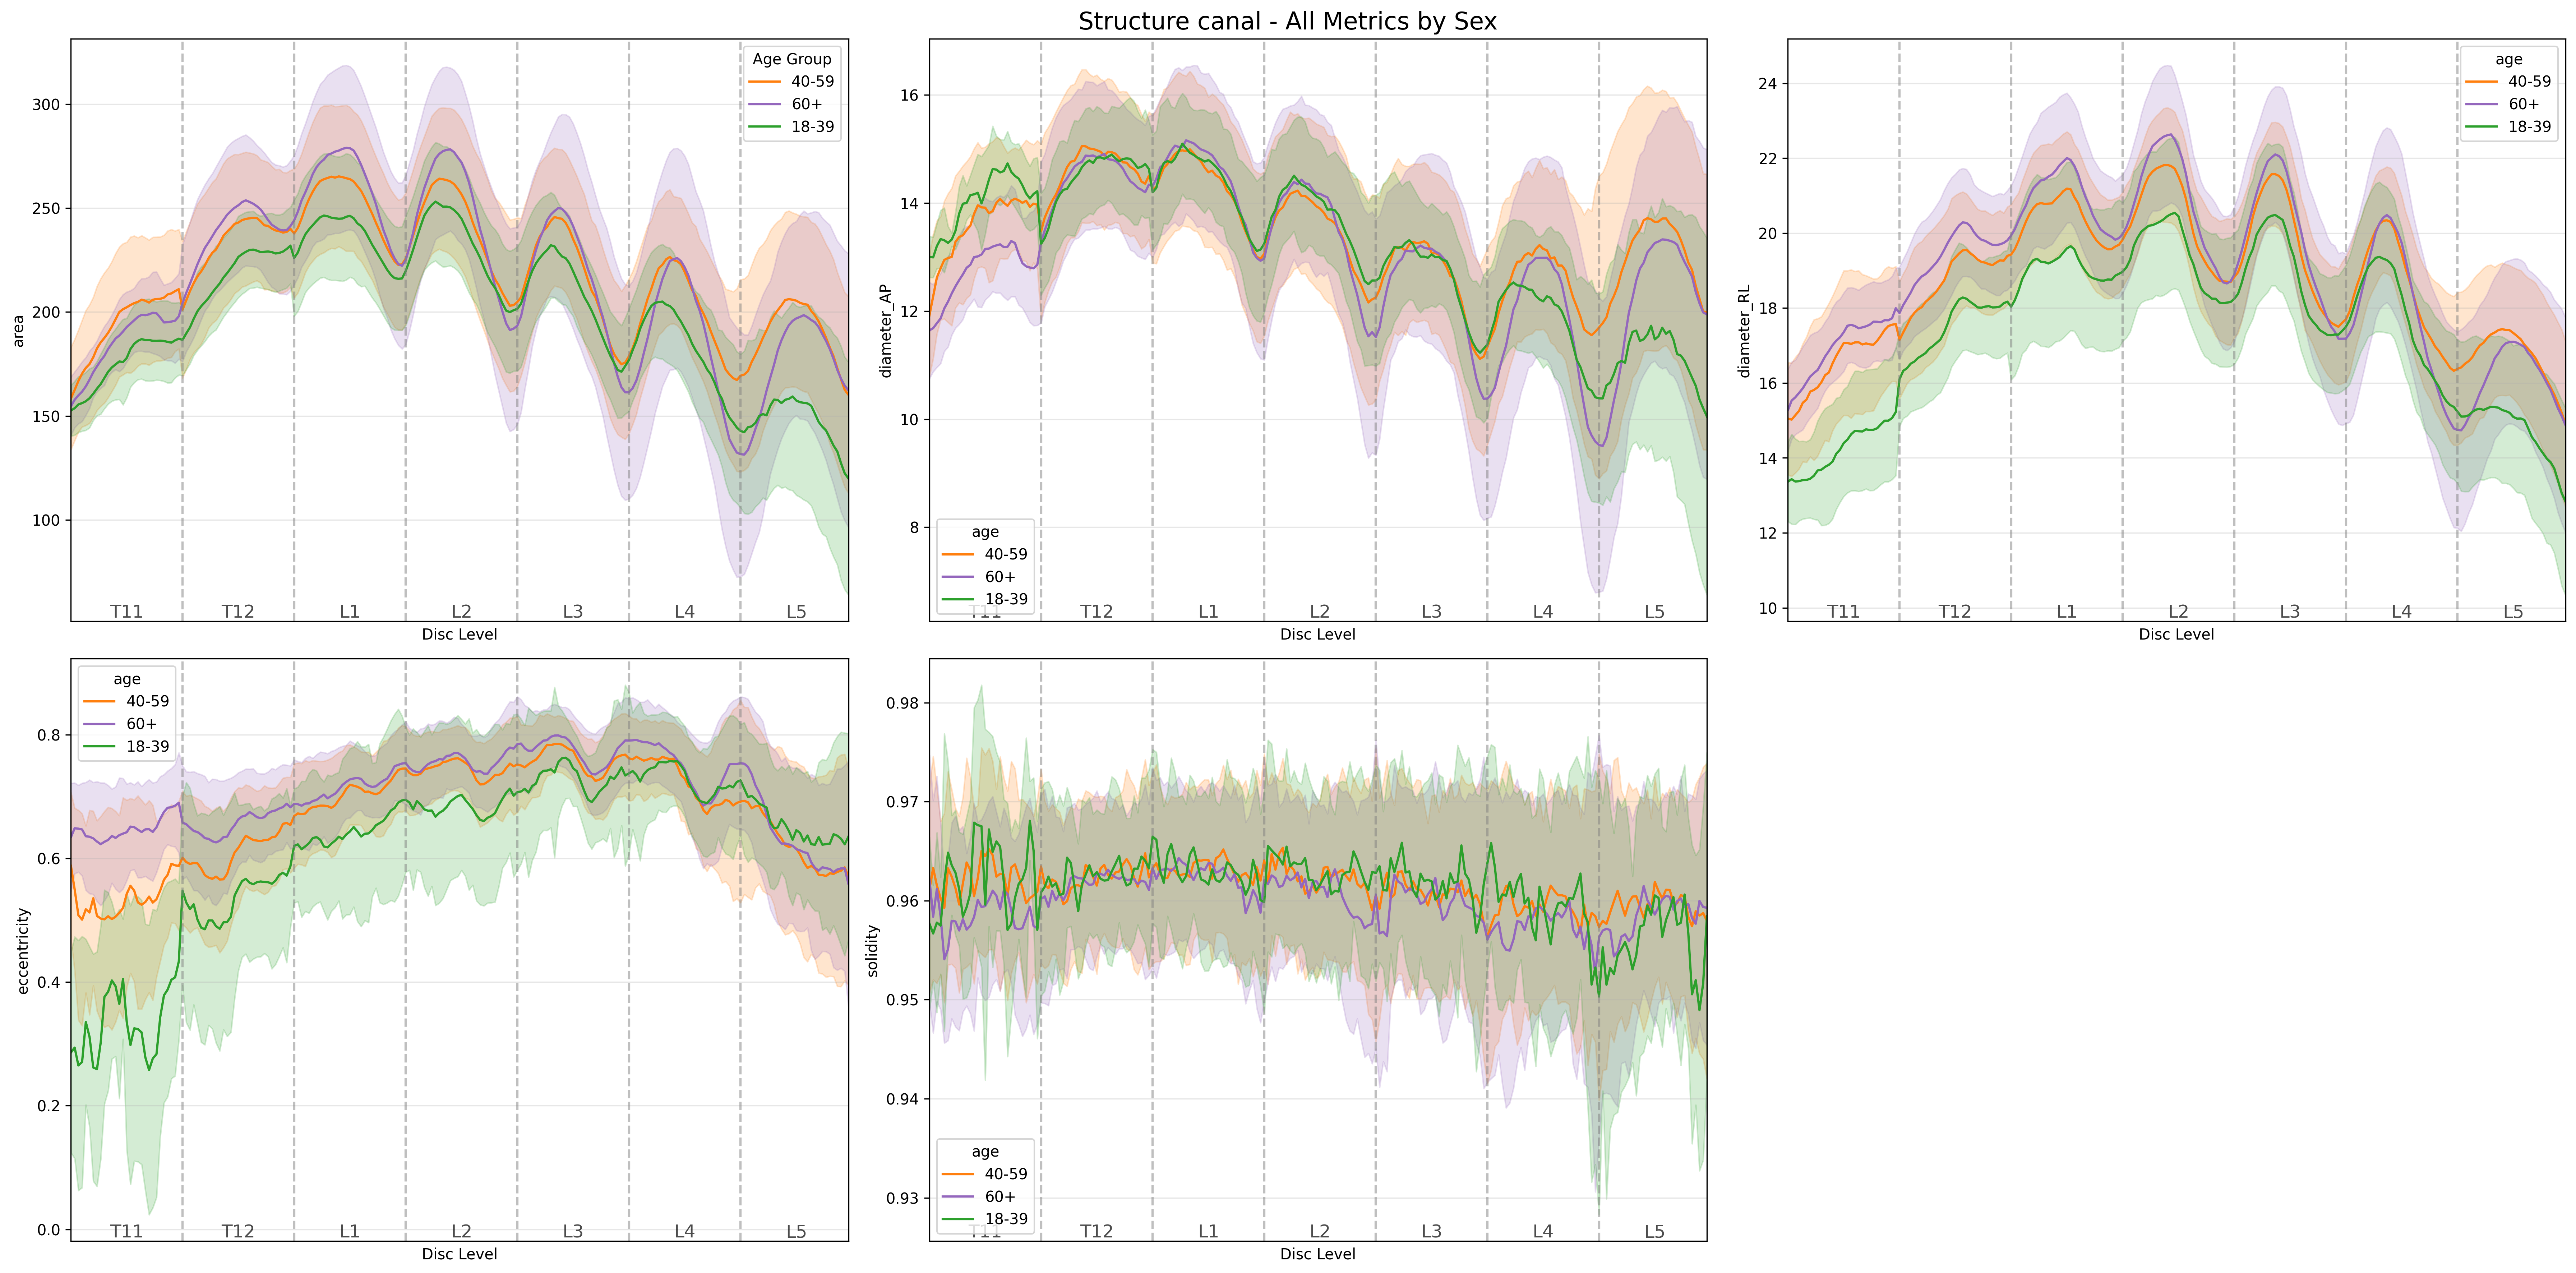 Structure canal - All Metrics by Sex
area
300
250
200
150
100
Age Group
40-59
60+
18-39
T11 T12 L1 L2 L3 L4 L5
Disc Level
diameter_AP
16
14
12
10
8
age
40-59
60+
18-39
T11 T12 L1 L2 L3 L4 L5
Disc Level
diameter_RL
24
22
20
18
16
14
12
10
age
40-59
60+
18-39
T11 T12 L1 L2 L3 L4 L5
Disc Level
eccentricity
0.8
0.6
0.4
0.2
0.0
age
40-59
60+
18-39
T11 T12 L1 L2 L3 L4 L5
Disc Level
solidity
0.98
0.97
0.96
0.95
0.94
0.93
age
40-59
60+
18-39
T11 T12 L1 L2 L3 L4 L5
Disc Level